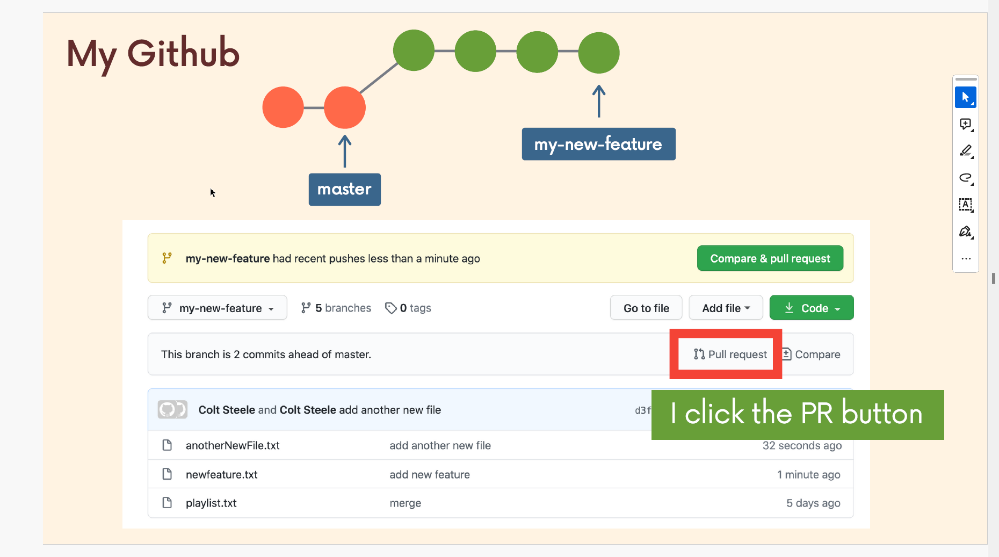 My Github
my-new-feature
master
my-new-feature had recent pushes less than a minute ago
Compare & pull request
my-new-feature
5 branches
0 tags
Go to file
Add file
Code
This branch is 2 commits ahead of master.
Pull request
Compare
Colt Steele and Colt Steele add another new file
d3f
I click the PR button
anotherNewFile.txt add another new file 32 seconds ago
newfeature.txt add new feature 1 minute ago
playlist.txt merge 5 days ago